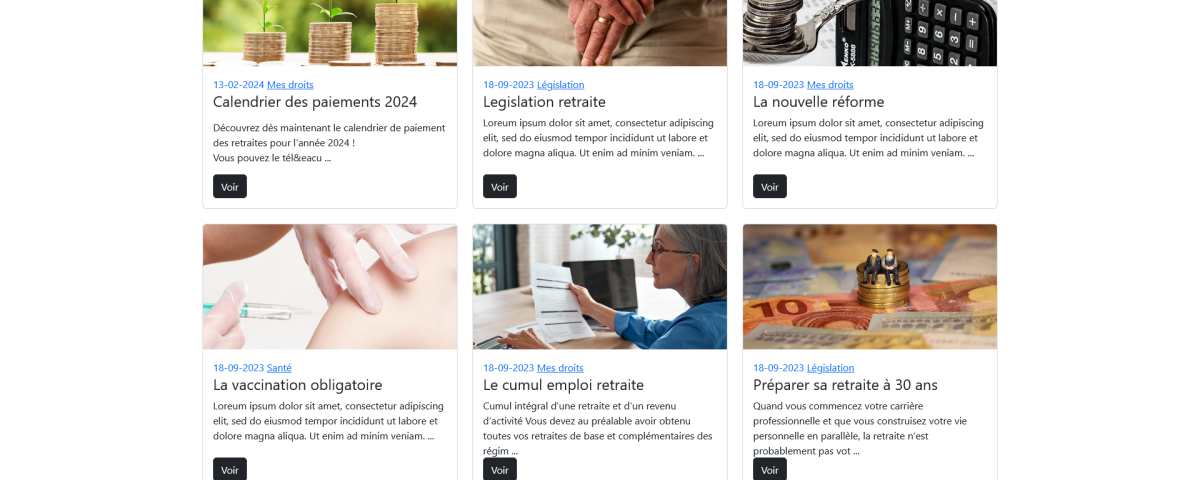 13-02-2024 Mes droits
Calendrier des paiements 2024
Découvrez dès maintenant le calendrier de paiement
des retraites pour l'année 2024 !
Vous pouvez le tél&eacu ...
Voir
18-09-2023 Législation
Legislation retraite
Lorem ipsum dolor sit amet, consectetur adipiscing
elit, sed do eiusmod tempor incididunt ut labore et
dolore magna aliqua. Ut enim ad minim veniam. ...
Voir
18-09-2023 Mes droits
La nouvelle réforme
Lorem ipsum dolor sit amet, consectetur adipiscing
elit, sed do eiusmod tempor incididunt ut labore et
dolore magna aliqua. Ut enim ad minim veniam. ...
Voir
18-09-2023 Santé
La vaccination obligatoire
Loreum ipsum dolor sit amet, consectetur adipiscing
elit, sed do eiusmod tempor incididunt ut labore et
dolore magna aliqua. Ut enim ad minim veniam. ...
Voir
18-09-2023 Mes droits
Le cumul emploi retraite
Cumul intégral d’une retraite et d’un revenu
d’activité Vous devez au préalable avoir obtenu
toutes vos retraites de base et complémentaires des
régim ...
Voir
10
18-09-2023 Législation
Préparer sa retraite à 30 ans
Quand vous commencez votre carrière
professionnelle et que vous construisez votre vie
personnelle en parallèle, la retraite n’est
probablement pas vot ...
Voir